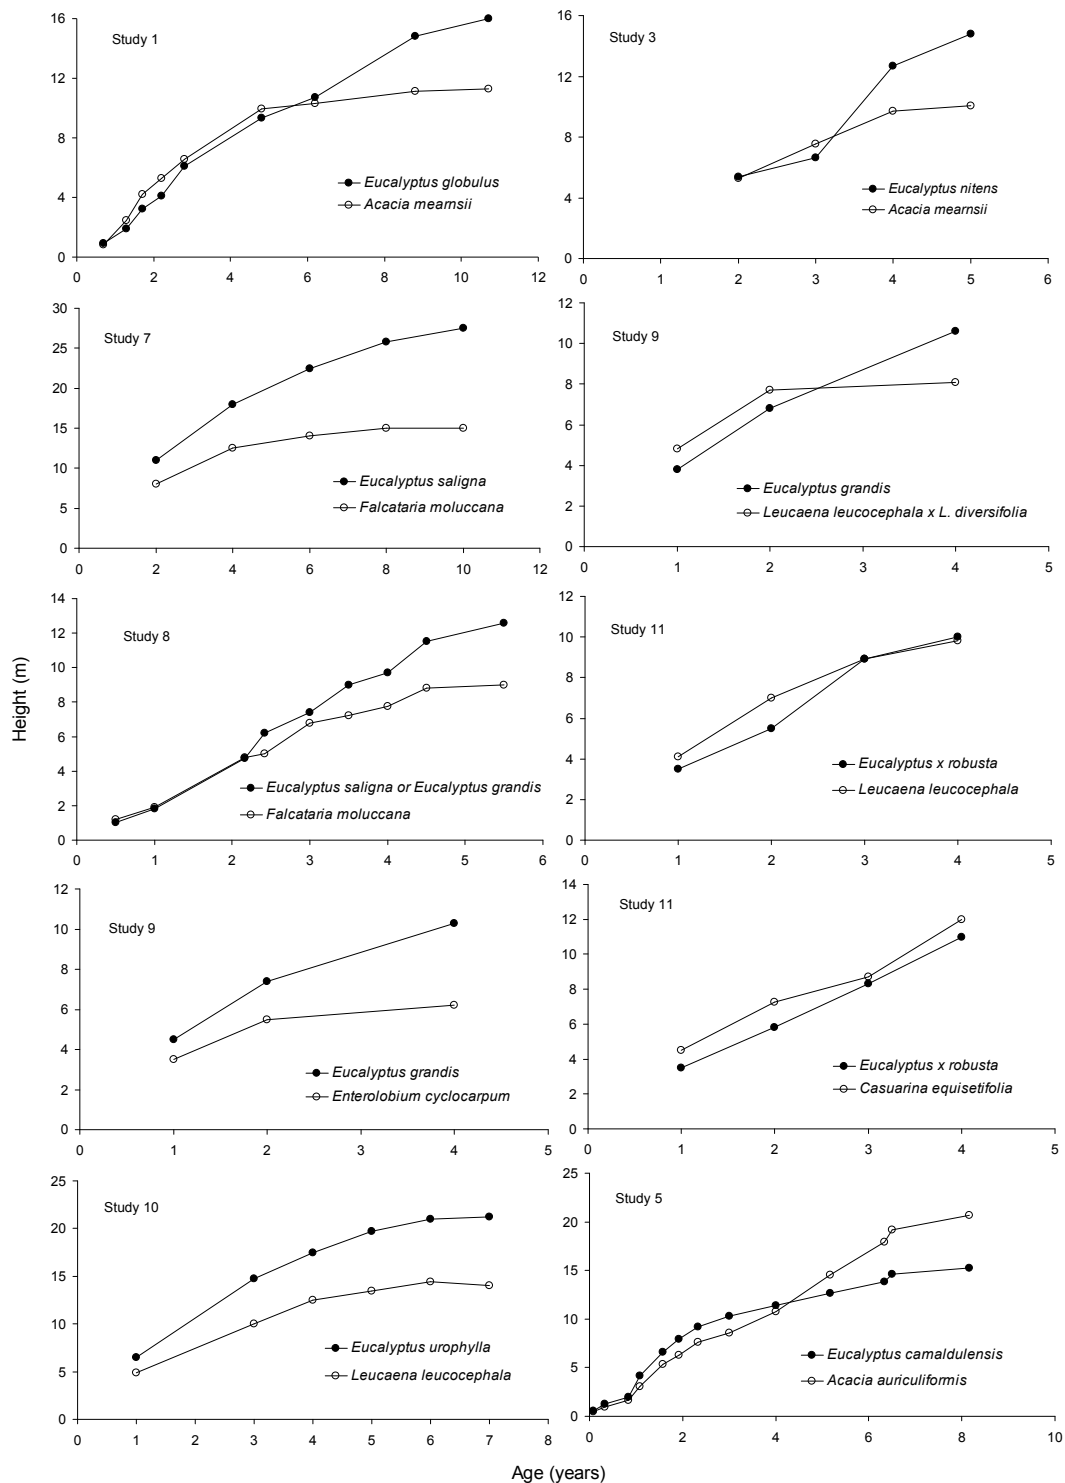 Height (m)
Study 1
16
12
8
4
0
Eucalyptus globulus
Acacia mearnsii
0 2 4 6 8 10 12
Study 3
16
12
8
4
0
Eucalyptus nitens
Acacia mearnsii
0 1 2 3 4 5 6
Study 7
30
25
20
15
10
5
0
Eucalyptus saligna
Falcataria moluccana
0 2 4 6 8 10 12
Study 9
12
10
8
6
4
2
0
Eucalyptus grandis
Leucaena leucocephala x L. diversifolia
0 1 2 3 4 5
Study 8
14
12
10
8
6
4
2
0
Eucalyptus saligna or Eucalyptus grandis
Falcataria moluccana
0 1 2 3 4 5 6
Study 11
12
10
8
6
4
2
0
Eucalyptus x robusta
Leucaena leucocephala
0 1 2 3 4 5
Study 9
12
10
8
6
4
2
0
Eucalyptus grandis
Enterolobium cyclocarpum
0 1 2 3 4 5
Study 11
14
12
10
8
6
4
2
0
Eucalyptus x robusta
Casuarina equisetifolia
0 1 2 3 4 5
Study 10
25
20
15
10
5
0
Eucalyptus urophylla
Leucaena leucocephala
0 1 2 3 4 5 6 7 8
Study 5
25
20
15
10
5
0
Eucalyptus camaldulensis
Acacia auriculiformis
0 2 4 6 8 10
Age (years)